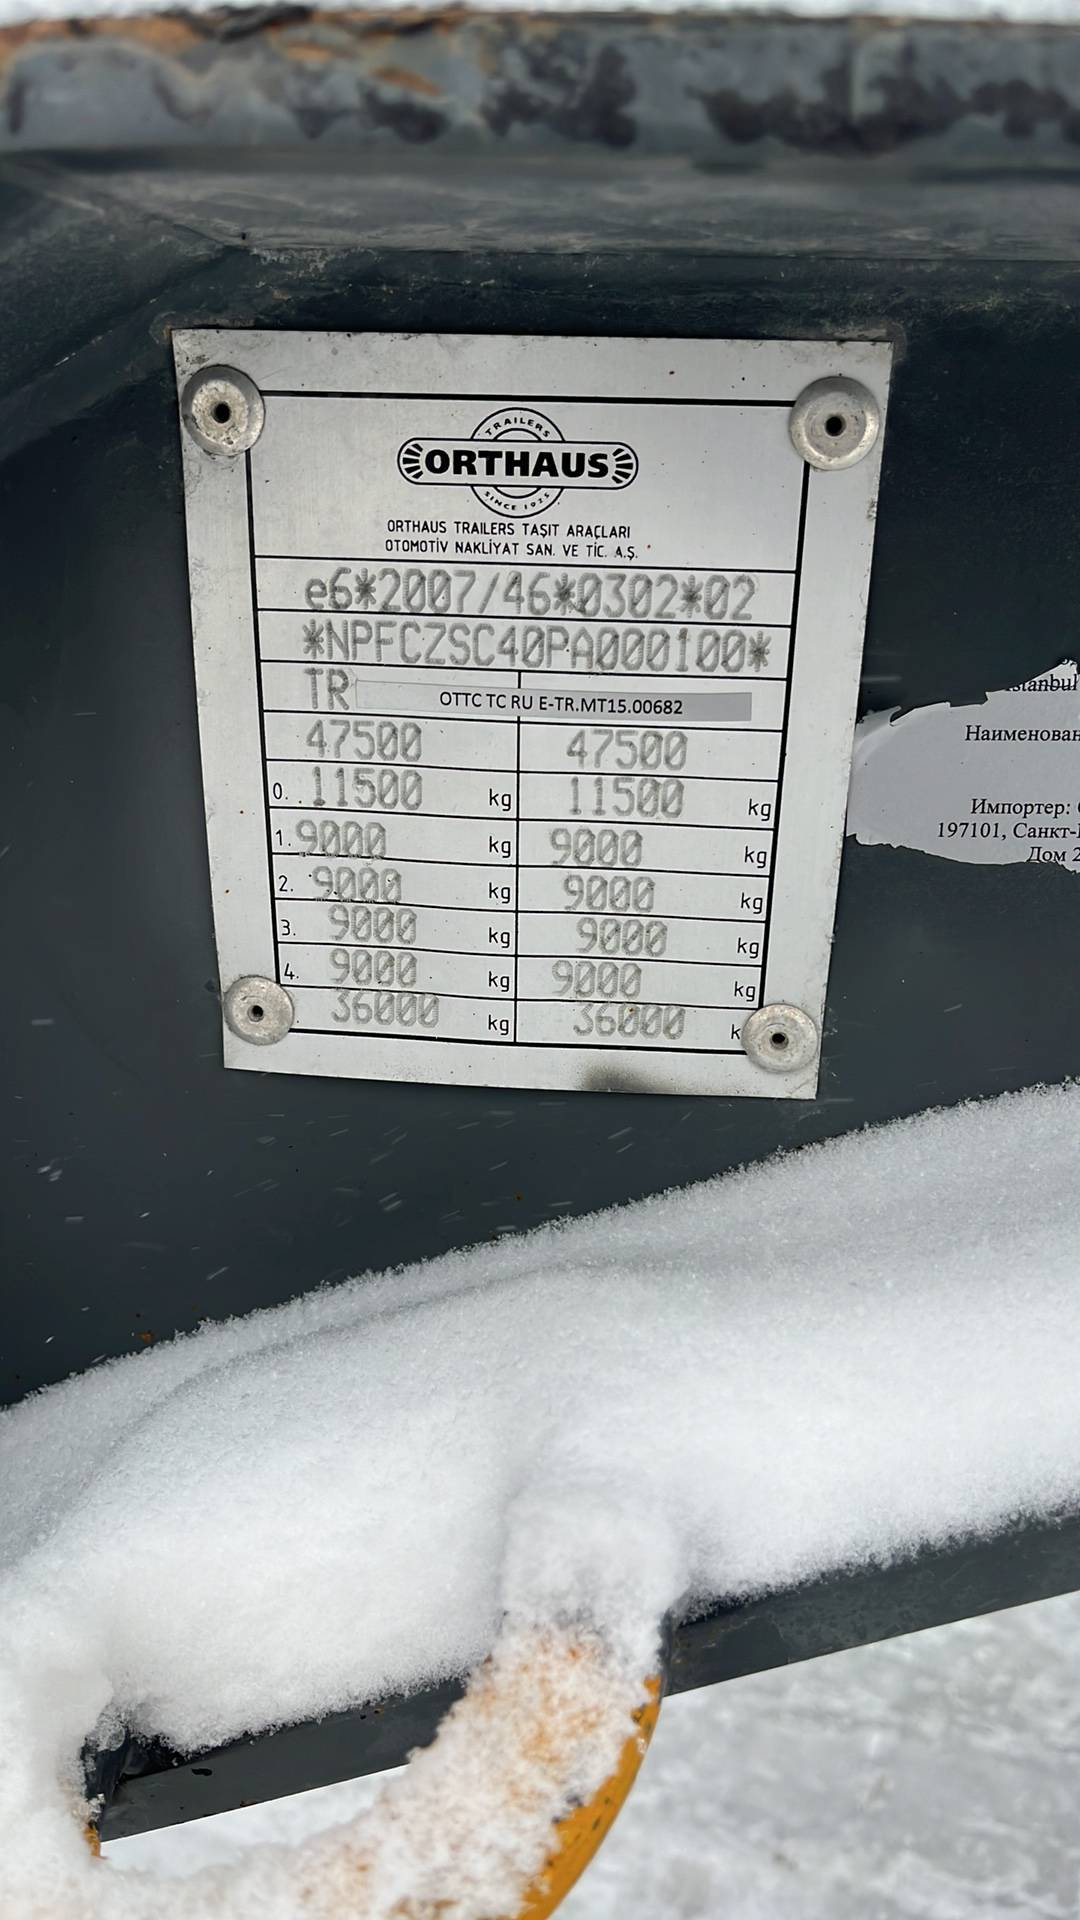 TRAILERS
ORTHAUS
SINCE 1925
ORTHAUS TRAILERS TAŞIT ARAÇLARI
OTOMOTİV NAKLİYAT SAN. VE TİC. A.Ş.
e6*2007/46*0302*02
*NPFCZSC40PA000100*
TR OTTC TC RU E-TR.MT15.00682
47500 47500
0. 11500 kg 11500 kg
1. 9000 kg 9000 kg
2. 9000 kg 9000 kg
3. 9000 kg 9000 kg
4. 9000 kg 9000 kg
36000 kg 36000 k
Istanbul
Наименован
Импортер:
197101, Санкт-
Дом 2